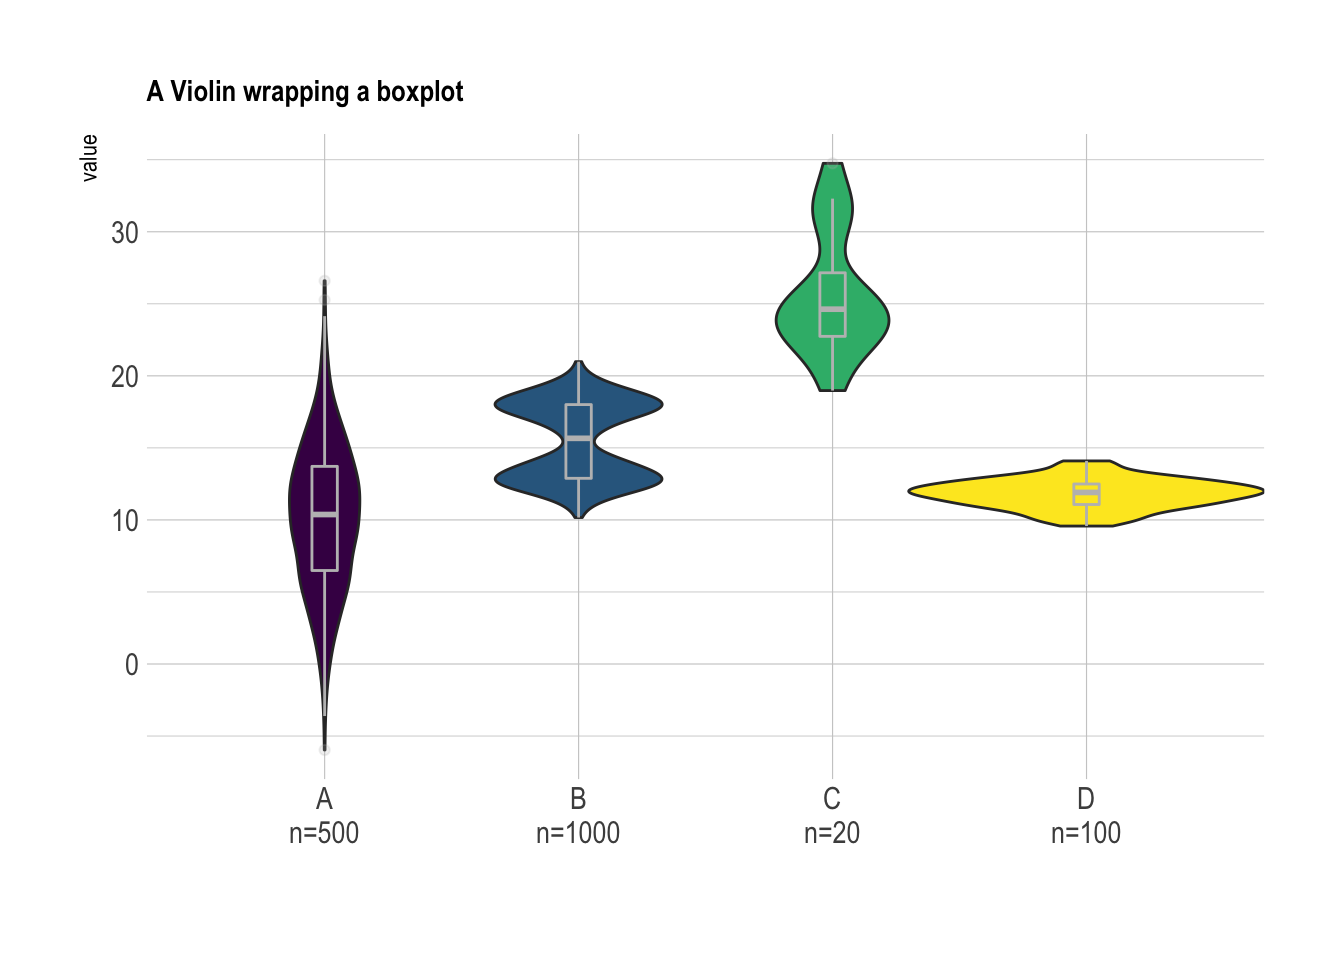 A Violin wrapping a boxplot
value
30
20
10
0
A
n=500
B
n=1000
C
n=20
D
n=100